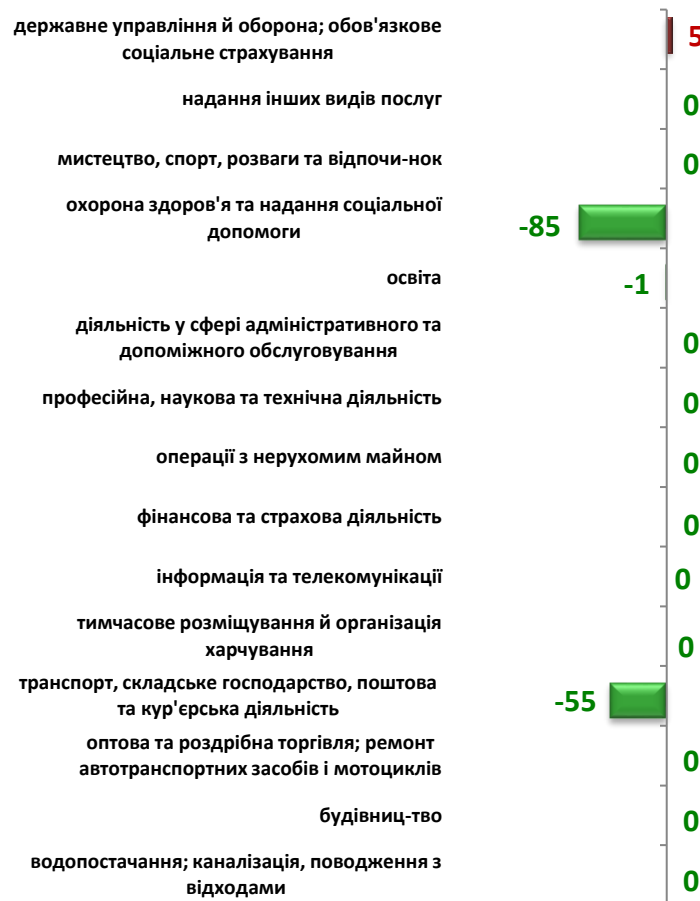 державне управління й оборона; обов'язкове
соціальне страхування
5
надання інших видів послуг
0
мистецтво, спорт, розваги та відпочи-нок
0
охорона здоров'я та надання соціальної
допомоги
-85
освіта
-1
діяльність у сфері адміністративного та
допоміжного обслуговування
0
професійна, наукова та технічна діяльність
0
операції з нерухомим майном
0
фінансова та страхова діяльність
0
інформація та телекомунікації
0
тимчасове розміщування й організація
харчування
0
транспорт, складське господарство, поштова
та кур'єрська діяльність
-55
оптова та роздрібна торгівля; ремонт
автотранспортних засобів і мотоциклів
0
будівниц-тво
0
водопостачання; каналізація, поводження з
відходами
0